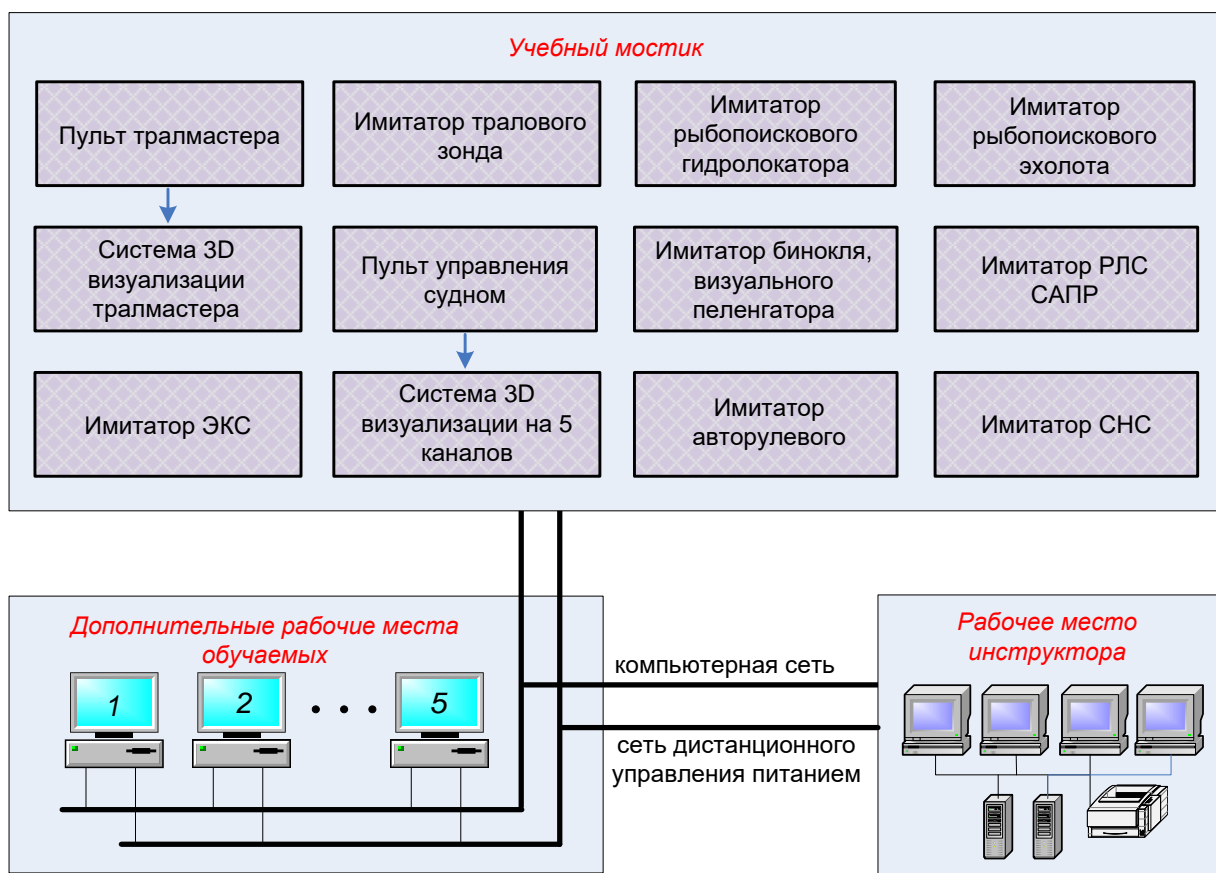 Учебный мостик
Пульт тралмастера
Имитатор тралового
зонда
Имитатор
рыбопоискового
гидролокатора
Имитатор
рыбопоискового
эхолота
Система 3D
визуализации
тралмастера
Пульт управления
судном
Имитатор бинокля,
визуального
пеленгатора
Имитатор РЛС
САПР
Имитатор ЭКС
Система 3D
визуализации на 5
каналов
Имитатор
авторулевого
Имитатор СНС
Дополнительные рабочие места
обучаемых
1
2
5
компьютерная сеть
сеть дистанционного
управления питанием
Рабочее место
инструктора